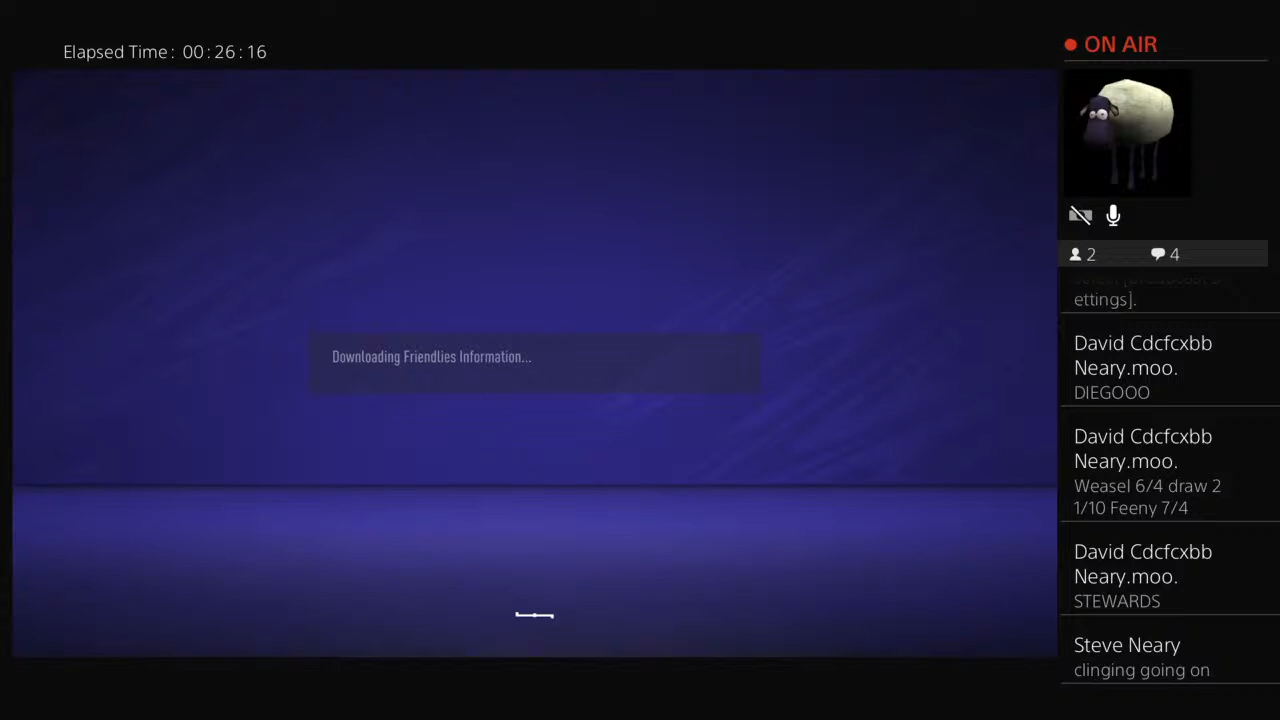 Elapsed Time: 00:26:16
ON AIR
2
4
ettings].
Downloading Friendlies Information...
David Cdcfcxbb
Neary.moo.
DIEGOOO
David Cdcfcxbb
Neary.moo.
Weasel 6/4 draw 2
1/10 Feeny 7/4
David Cdcfcxbb
Neary.moo.
STEWARDS
Steve Neary
clinging going on